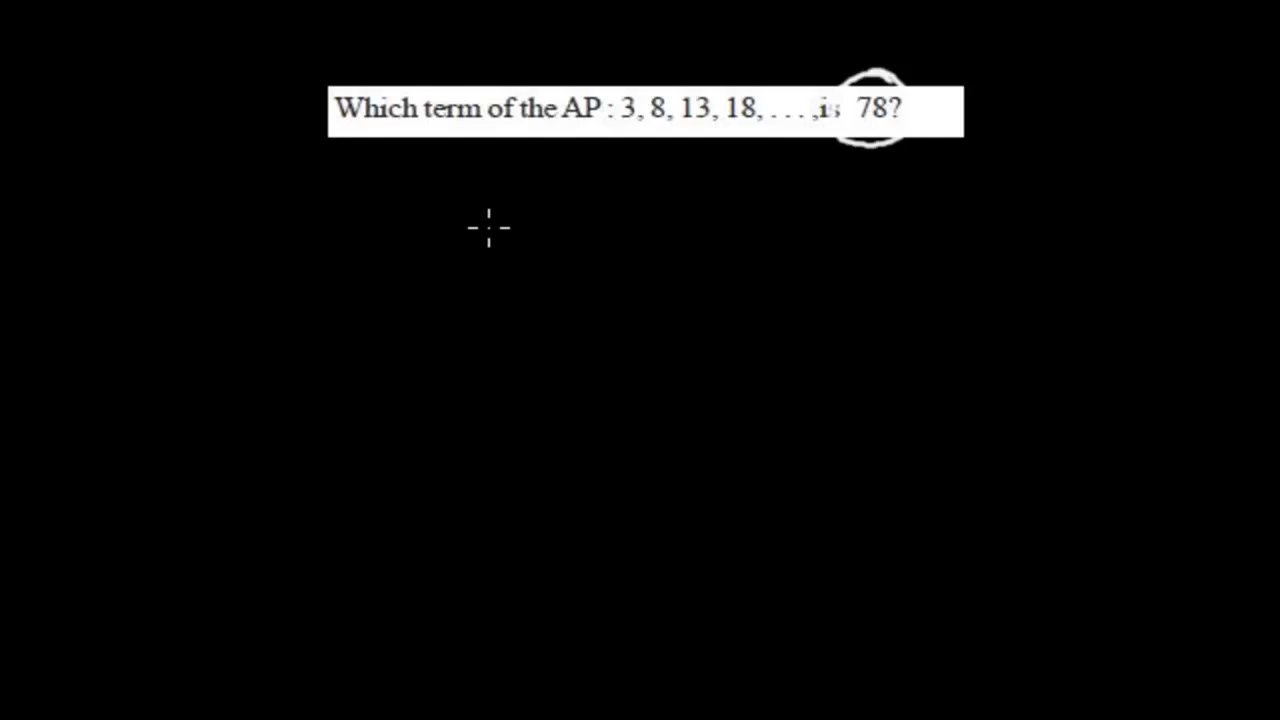 Which term of the AP : 3, 8, 13, 18, . . . ,is 78?